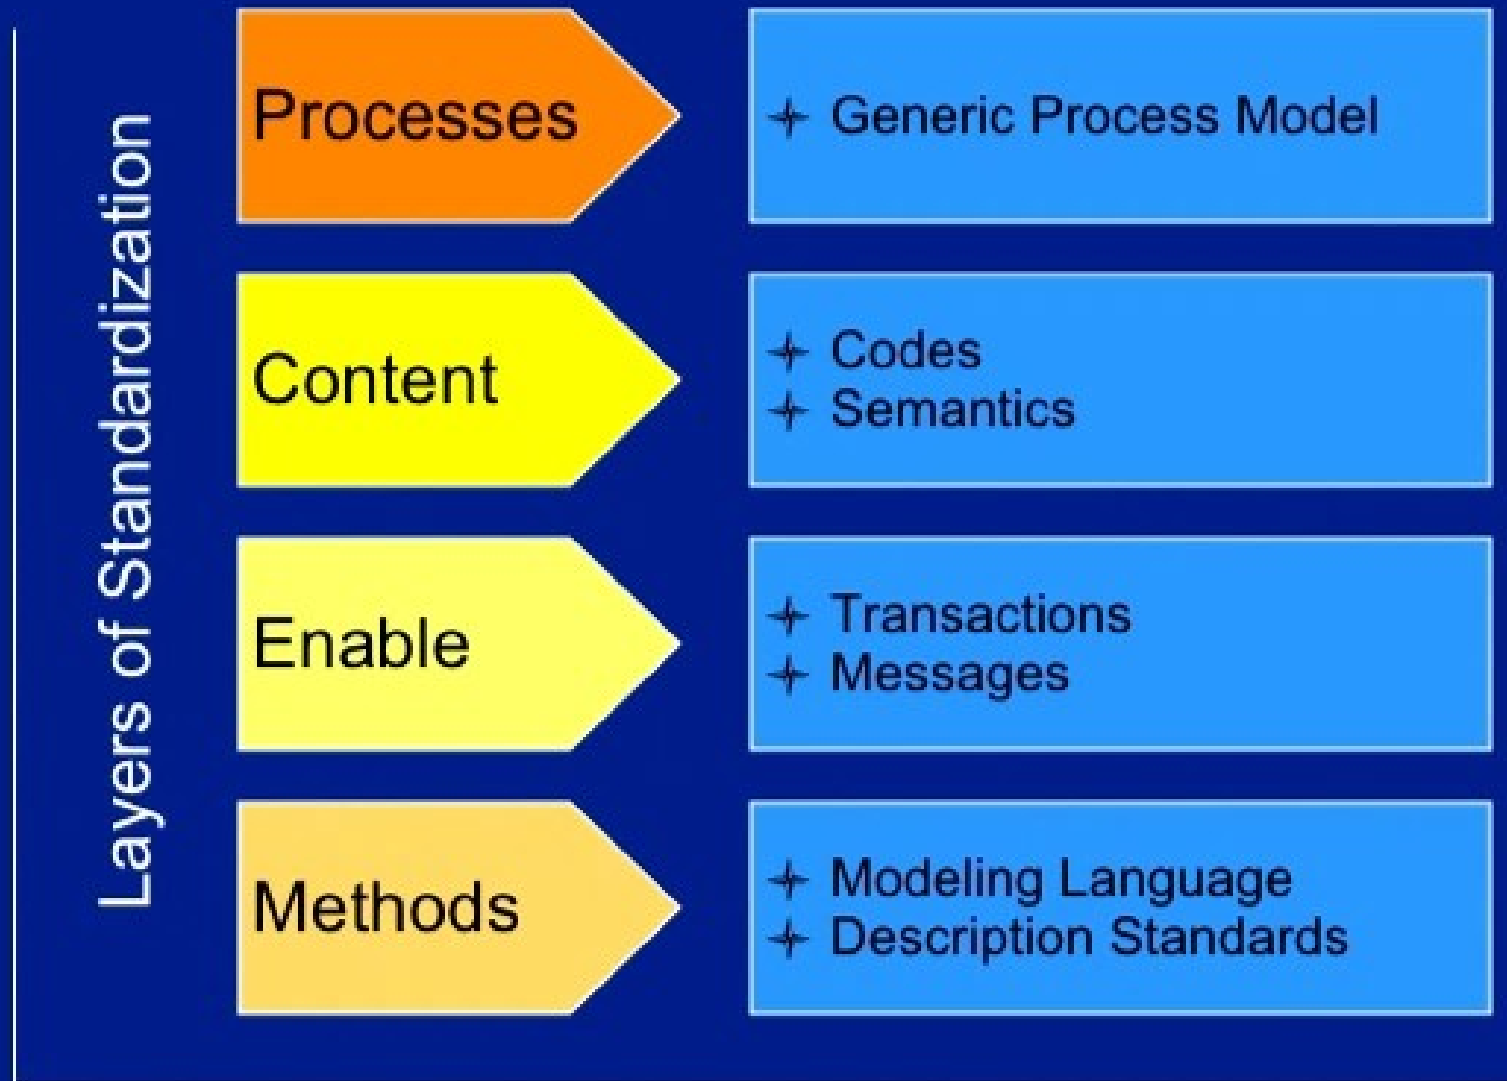 Layers of Standardization
Processes
Generic Process Model
Content
Codes
Semantics
Enable
Transactions
Messages
Methods
Modeling Language
Description Standards